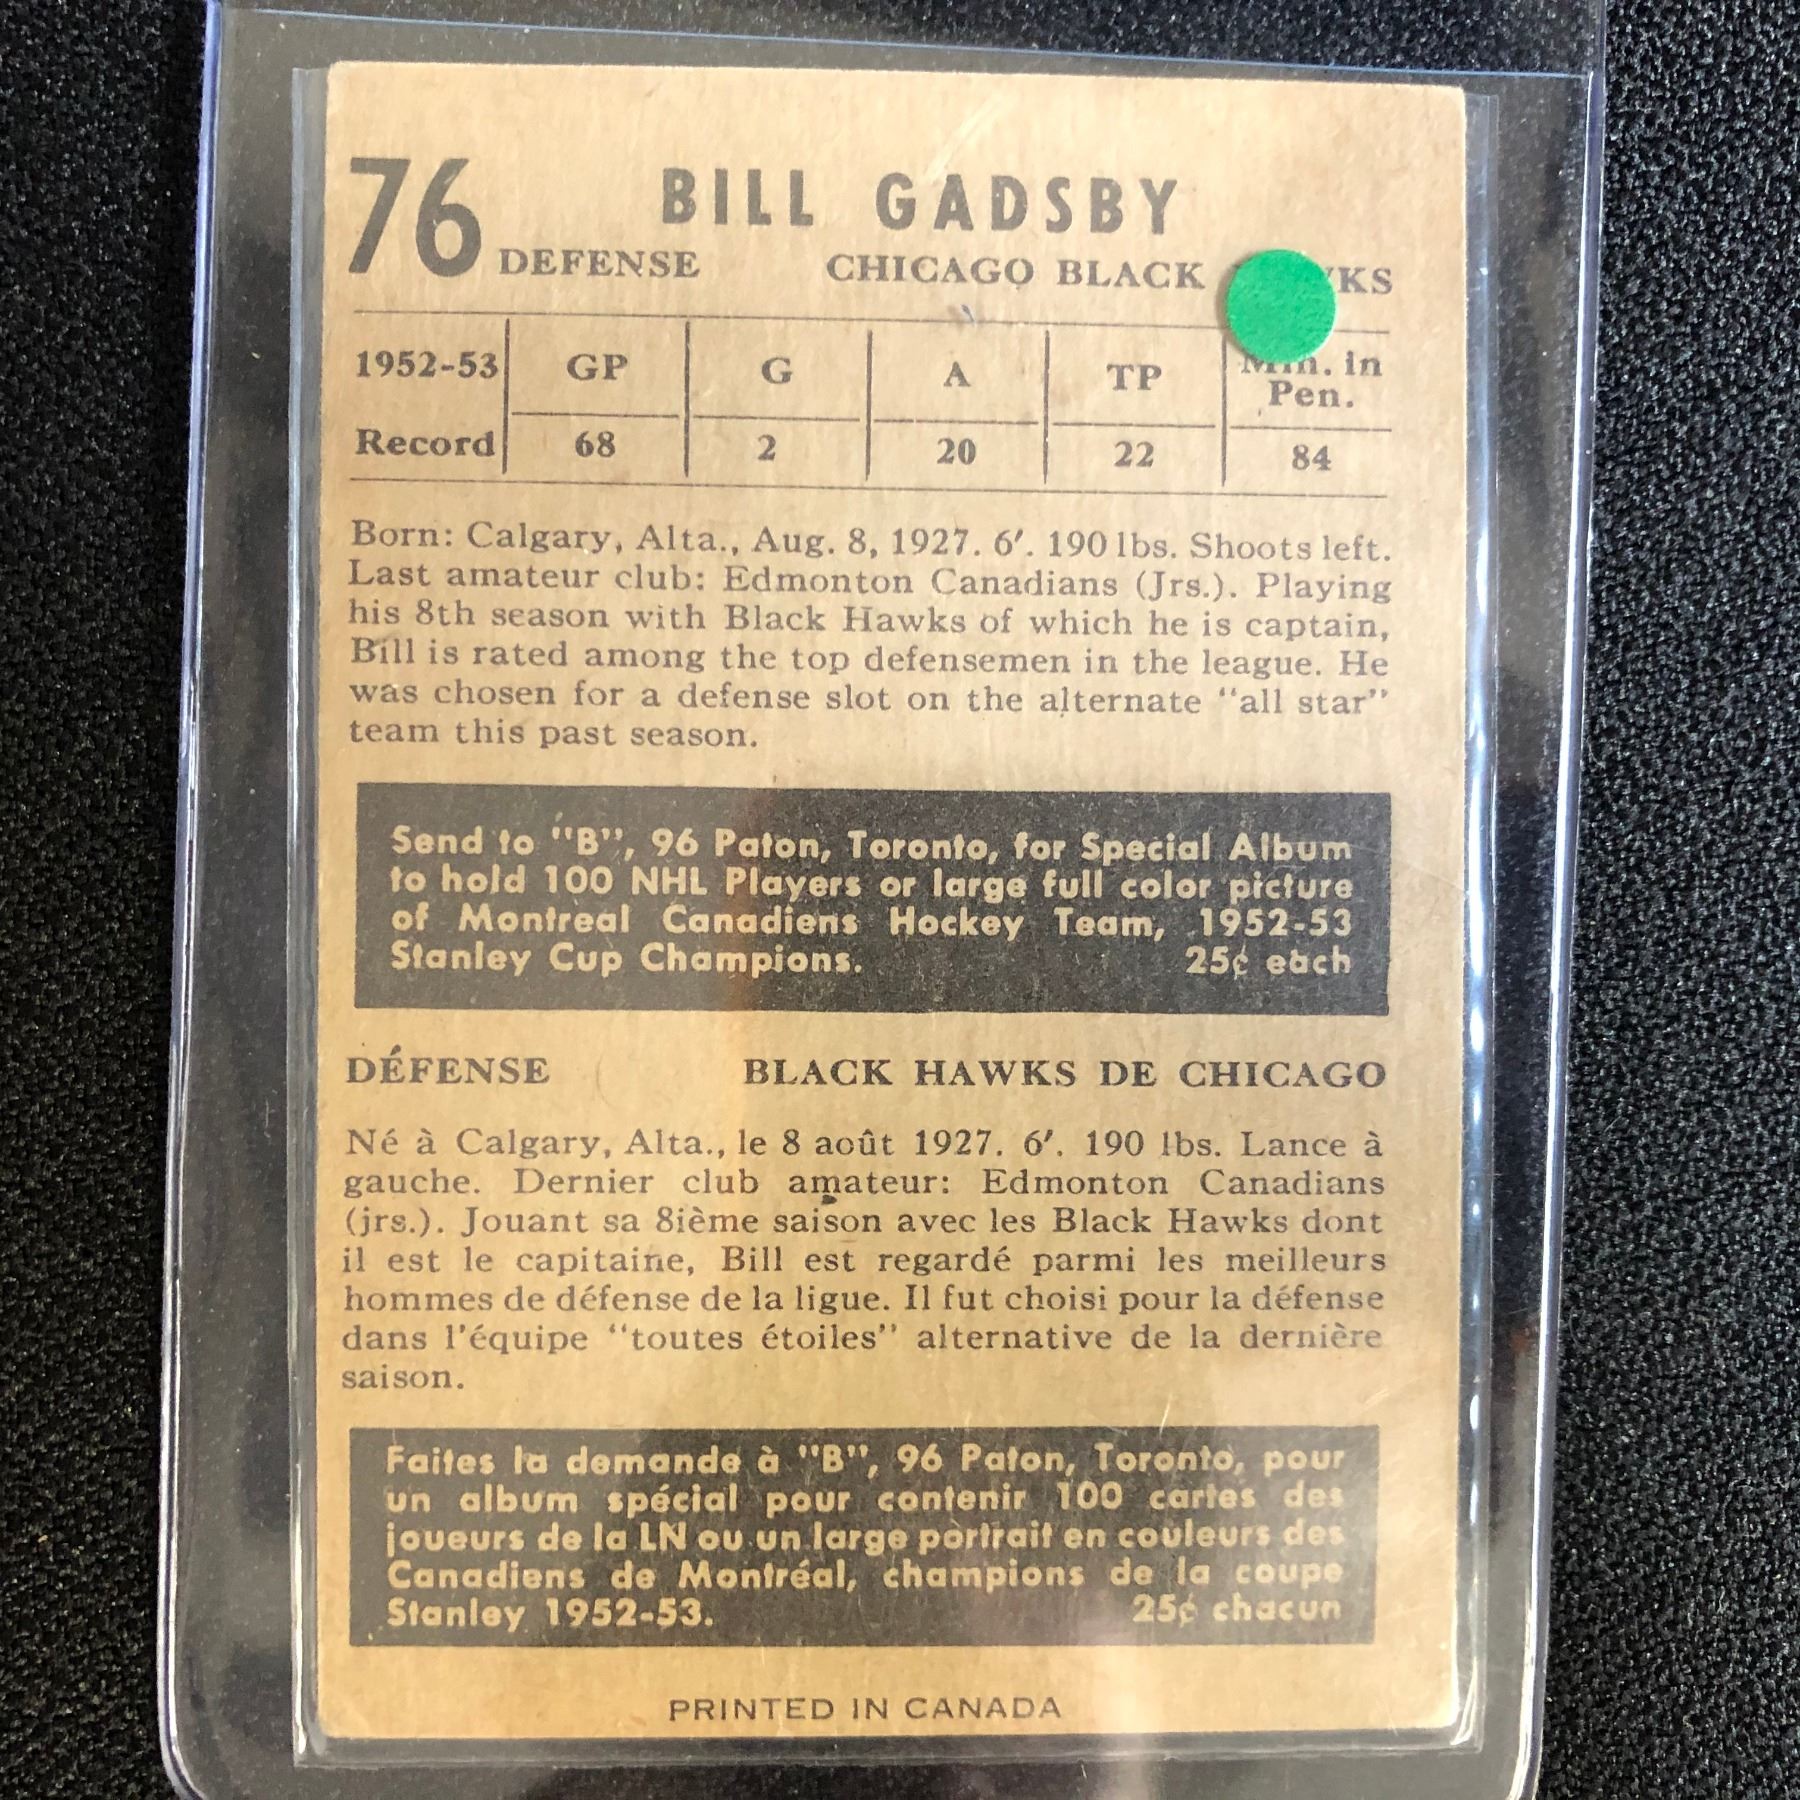 76 BILL GADSBY
DEFENSE CHICAGO BLACK
1952-53 GP G A TP Min. in Pen.
Record 68 2 20 22 84
Born: Calgary, Alta., Aug. 8, 1927. 6′. 190 lbs. Shoots left.
Last amateur club: Edmonton Canadians (Jrs.). Playing
his 8th season with Black Hawks of which he is captain,
Bill is rated among the top defensemen in the league. He
was chosen for a defense slot on the alternate "all star"
team this past season.
Send to "B", 96 Paton, Toronto, for Special Album
to hold 100 NHL Players or large full color picture
of Montreal Canadiens Hockey Team, 1952-53
Stanley Cup Champions. 25¢ each
DÉFENSE BLACK HAWKS DE CHICAGO
Né à Calgary, Alta., le 8 août 1927. 6′. 190 lbs. Lance à
gauche. Dernier club amateur: Edmonton Canadians
(jrs.). Jouant sa 8ième saison avec les Black Hawks dont
il est le capitaine, Bill est regardé parmi les meilleurs
hommes de défense de la ligue. Il fut choisi pour la défense
dans l'équipe "toutes étoiles" alternative de la dernière
saison.
Faites la demande à "B", 96 Paton, Toronto, pour
un album spécial pour contenir 100 cartes des
joueurs de la LN ou un large portrait en couleurs des
Canadiens de Montréal, champions de la coupe
Stanley 1952-53. 25¢ chacun
PRINTED IN CANADA